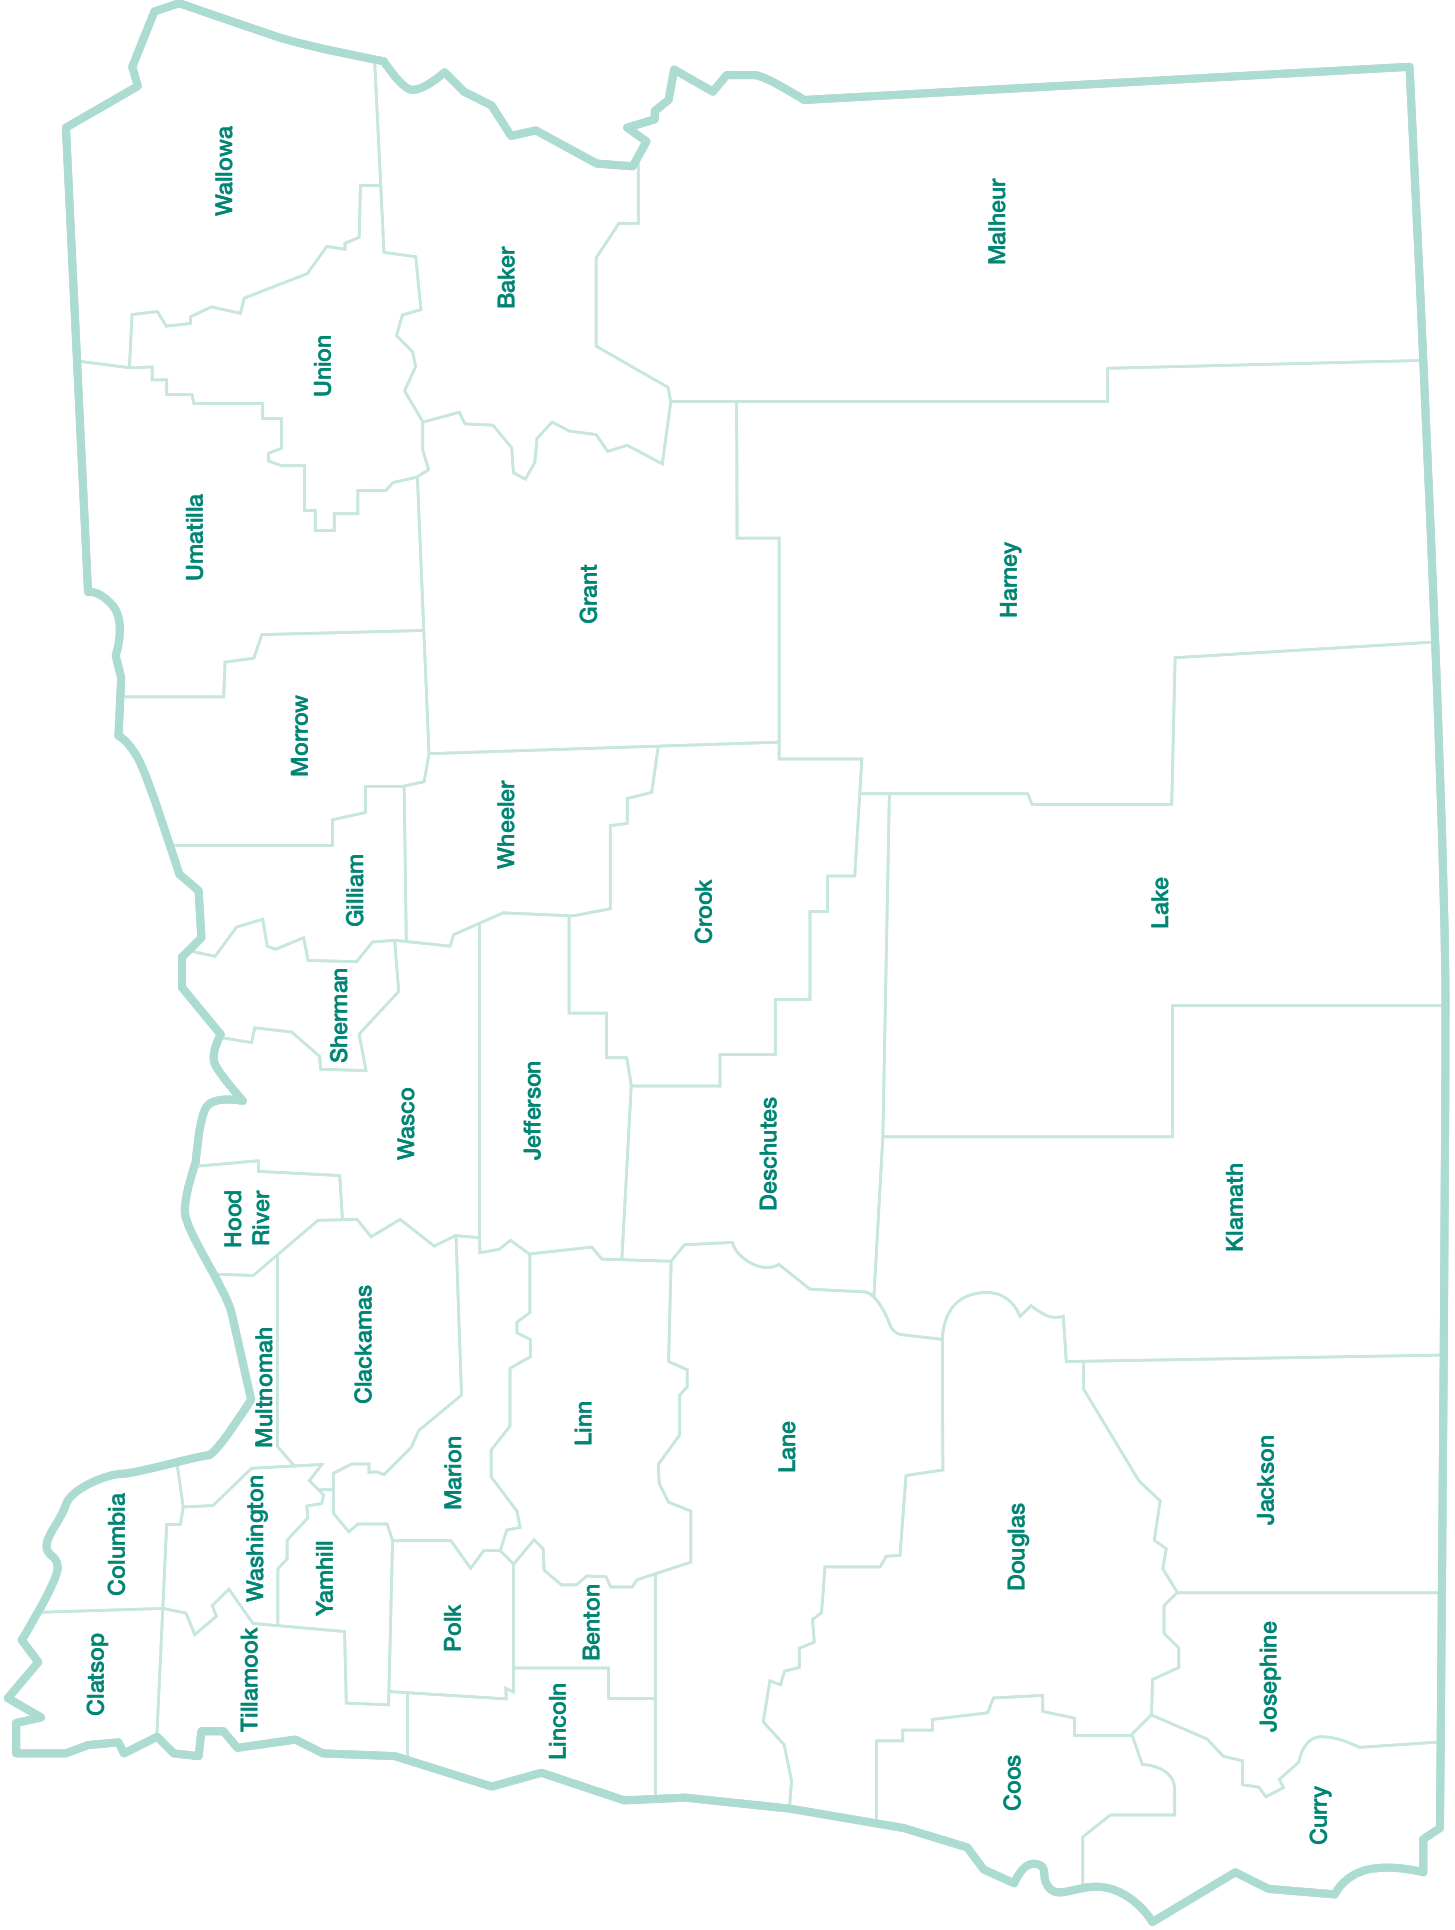 Clatsop
Columbia
Tillamook
Washington
Multnomah
Hood
River
Wasco
Sherman
Gilliam
Morrow
Umatilla
Union
Wallowa
Yamhill
Clackamas
Polk
Marion
Lincoln
Benton
Linn
Jefferson
Wheeler
Grant
Baker
Lane
Deschutes
Crook
Malheur
Harney
Coos
Douglas
Klamath
Lake
Curry
Josephine
Jackson